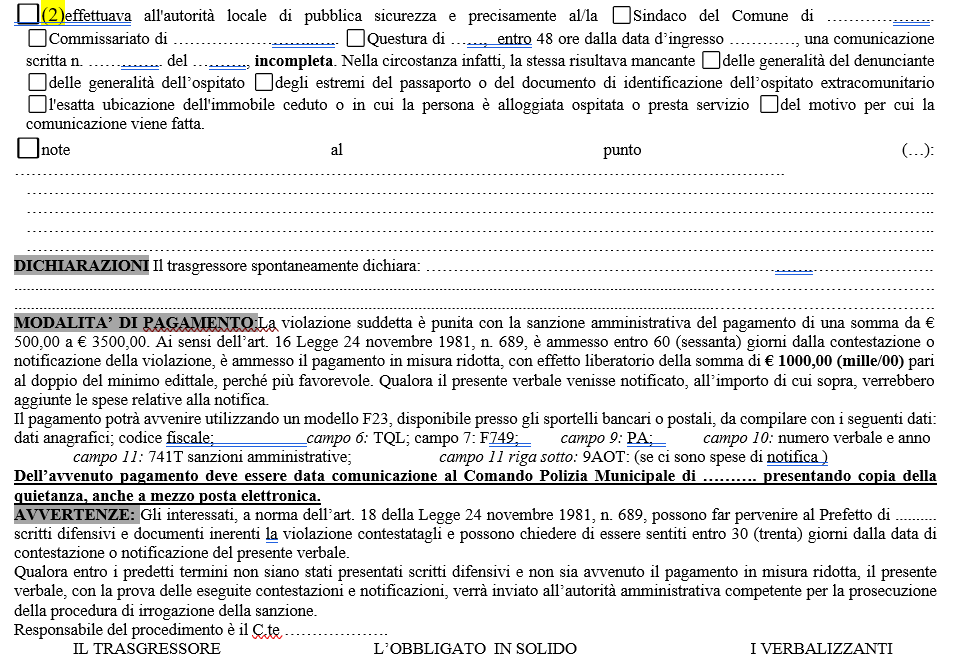 (2)effettuava all'autorità locale di pubblica sicurezza e precisamente al/la Sindaco del Comune di ……………………….
Commissariato di ……………………………. Questura di ………, entro 48 ore dalla data d’ingresso …………, una comunicazione
scritta n. …………….. del ………., incompleta. Nella circostanza infatti, la stessa risultava mancante delle generalità del denunciante
delle generalità dell’ospitato degli estremi del passaporto o del documento di identificazione dell’ospitato extracomunitario
l'esatta ubicazione dell'immobile ceduto o in cui la persona è alloggiata ospitata o presta servizio del motivo per cui la
comunicazione viene fatta.
note al punto (…):
……………………………………………………………………………………………………………………
……………………………………………………………………………………………………………………………………
……………………………………………………………………………………………………………………………………
……………………………………………………………………………………………………………………………………
……………………………………………………………………………………………………………………………………
DICHIARAZIONI Il trasgressore spontaneamente dichiara: ………………………………………………………………………….
……………………………………………………………………………………………………………………………………
……………………………………………………………………………………………………………………………………
MODALITA’ DI PAGAMENTO:La violazione suddetta è punita con la sanzione amministrativa del pagamento di una somma da €
500,00 a € 3500,00. Ai sensi dell’art. 16 Legge 24 novembre 1981, n. 689, è ammesso entro 60 (sessanta) giorni dalla contestazione o
notificazione della violazione, è ammesso il pagamento in misura ridotta, con effetto liberatorio della somma di € 1000,00 (mille/00) pari
al doppio del minimo edittale, perché più favorevole. Qualora il presente verbale venisse notificato, all’importo di cui sopra, verrebbero
aggiunte le spese relative alla notifica.
Il pagamento potrà avvenire utilizzando un modello F23, disponibile presso gli sportelli bancari o postali, da compilare con i seguenti dati:
dati anagrafici; codice fiscale; campo 6: TQL; campo 7: F749; campo 9: PA; campo 10: numero verbale e anno
campo 11: 741T sanzioni amministrative; campo 11 riga sotto: 9AOT: (se ci sono spese di notifica )
Dell’avvenuto pagamento deve essere data comunicazione al Comando Polizia Municipale di ………. presentando copia della
quietanza, anche a mezzo posta elettronica.
AVVERTENZE: Gli interessati, a norma dell’art. 18 della Legge 24 novembre 1981, n. 689, possono far pervenire al Prefetto di ..........
scritti difensivi e documenti inerenti la violazione contestatagli e possono chiedere di essere sentiti entro 30 (trenta) giorni dalla data di
contestazione o notificazione del presente verbale.
Qualora entro i predetti termini non siano stati presentati scritti difensivi e non sia avvenuto il pagamento in misura ridotta, il presente
verbale, con la prova delle eseguite contestazioni e notificazioni, verrà inviato all’autorità amministrativa competente per la prosecuzione
della procedura di irrogazione della sanzione.
Responsabile del procedimento è il C.te ……………….
IL TRASGRESSORE L’OBBLIGATO IN SOLIDO I VERBALIZZANTI